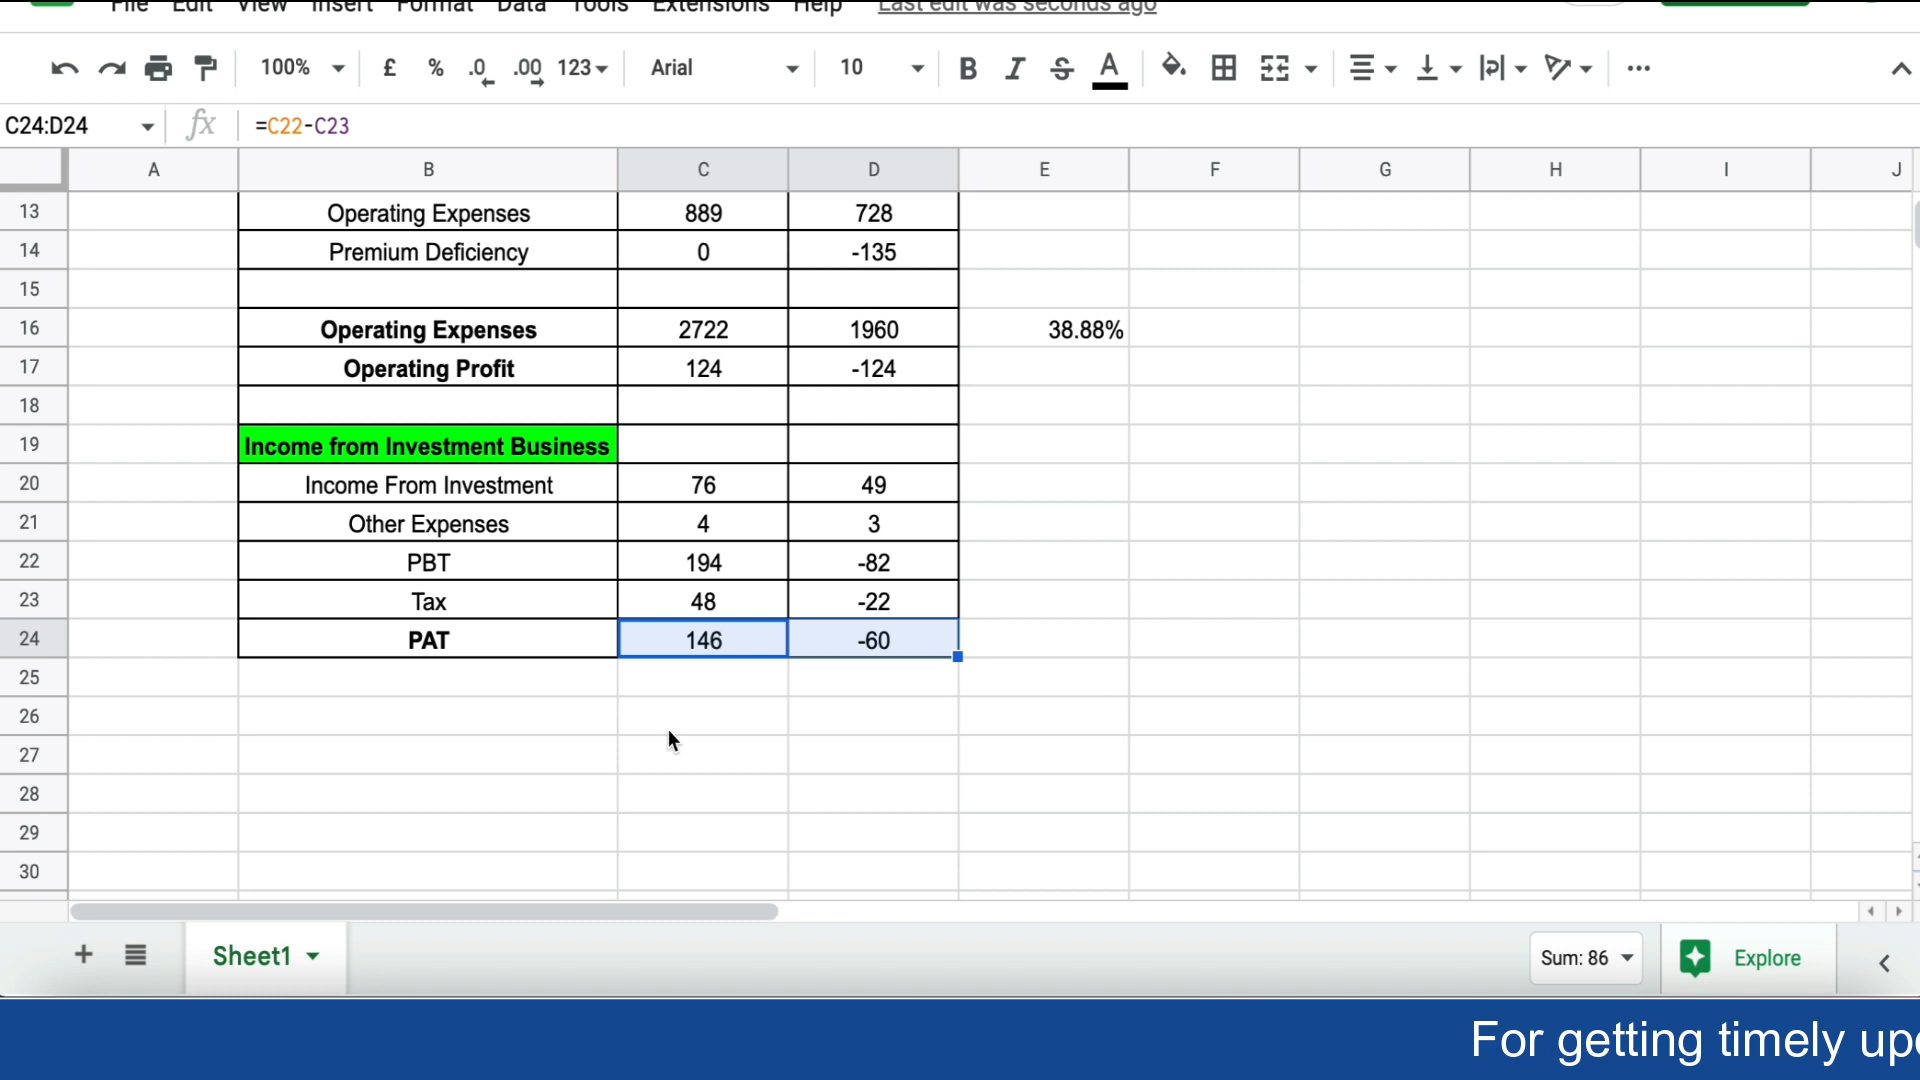 File Edit View Insert Format Data Tools Extensions Help Last edit was seconds ago
100% £ % .0 .00 123 Arial 10 B I S A
C24:D24 fx =C22-C23
A B C D E F G H I J
13 Operating Expenses 889 728
14 Premium Deficiency 0 -135
15
16 Operating Expenses 2722 1960 38.88%
17 Operating Profit 124 -124
18
19 Income from Investment Business
20 Income From Investment 76 49
21 Other Expenses 4 3
22 PBT 194 -82
23 Tax 48 -22
24 PAT 146 -60
25
26
27
28
29
30
Sheet1 Sum: 86 Explore
For getting timely